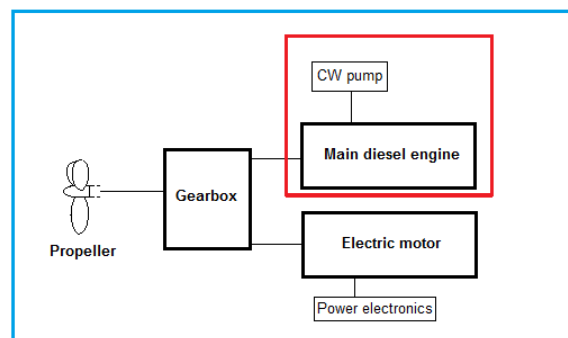 CW pump
Main diesel engine
Gearbox
Propeller
Electric motor
Power electronics